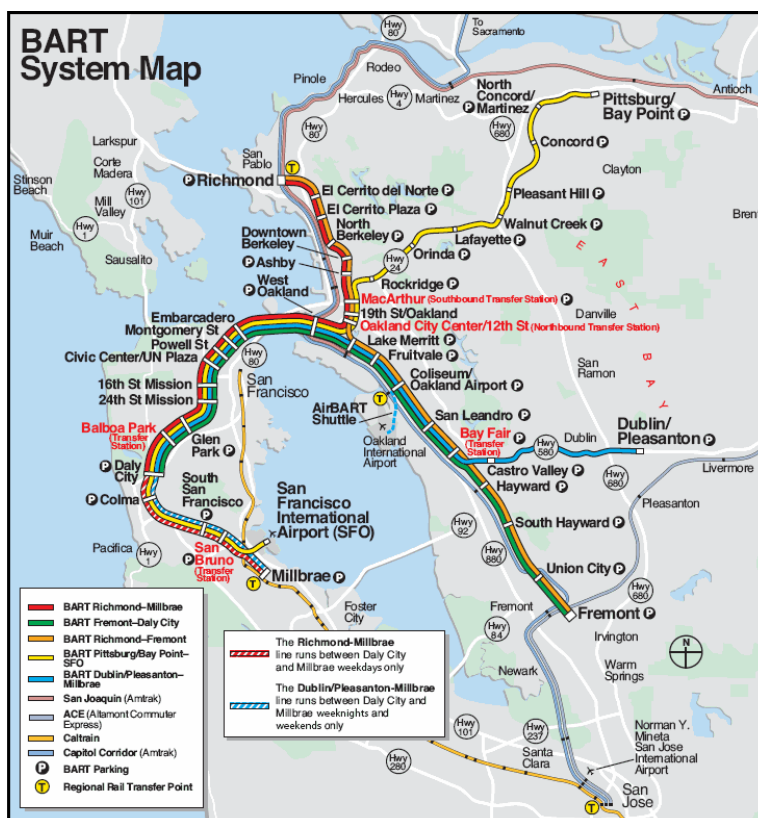 BART
System Map
Hwy
80
To
Sacramento
Rodeo
Pinole
Hercules
Hwy
4
Martinez
North
Concord/
Martinez
Pittsburg/
Bay Point
Antioch
Hwy
80
Hwy
680
Concord
Clayton
Larkspur
Corte
Madera
Hwy
101
Mill
Valley
Stinson
Beach
Hwy
1
Muir
Beach
Sausalito
San
Pablo
Richmond
El Cerrito del Norte
El Cerrito Plaza
North
Berkeley
Downtown
Berkeley
Ashby
West
Oakland
Pleasant Hill
Walnut Creek
Lafayette
Orinda
Hwy
24
Rockridge
Brent
EAST BAY
MacArthur (Southbound Transfer Station)
19th St/Oakland
Oakland City Center/12th St (Northbound Transfer Station)
Danville
San
Ramon
Embarcadero
Montgomery St
Powell St
Civic Center/UN Plaza
Hwy
80
San
Francisco
16th St Mission
24th St Mission
Lake Merritt
Fruitvale
Coliseum/
Oakland Airport
AirBART
Shuttle
Oakland
International
Airport
San Leandro
Bay Fair
(Transfer
Station)
Hwy
580
Dublin
Dublin/
Pleasanton
Hwy
680
Livermore
Pleasanton
Castro Valley
Hayward
South Hayward
Hwy
92
Hwy
880
Union City
Fremont
Fremont
Hwy
680
Hwy
84
Irvington
Warm
Springs
Newark
N
Balboa Park
(Transfer
Station)
Glen
Park
Daly
City
Colma
South
San
Francisco
San
Francisco
International
Airport (SFO)
Pacifica
Hwy
1
San
Bruno
(Transfer
Station)
Millbrae
Foster
City
BART Richmond–Millbrae
BART Fremont–Daly City
BART Richmond–Fremont
BART Pittsburg/Bay Point–
SFO
BART Dublin/Pleasanton–
Millbrae
San Joaquin (Amtrak)
ACE (Altamont Commuter
Express)
Caltrain
Capitol Corridor (Amtrak)
P BART Parking
T Regional Rail Transfer Point
The Richmond-Millbrae
line runs between Daly City
and Millbrae weekdays only
The Dublin/Pleasanton-Millbrae
line runs between Daly City and
Millbrae weeknights and
weekends only
Hwy
280
Hwy
101
Hwy
237
Santa
Clara
Norman Y.
Mineta
San Jose
International
Airport
San
Jose